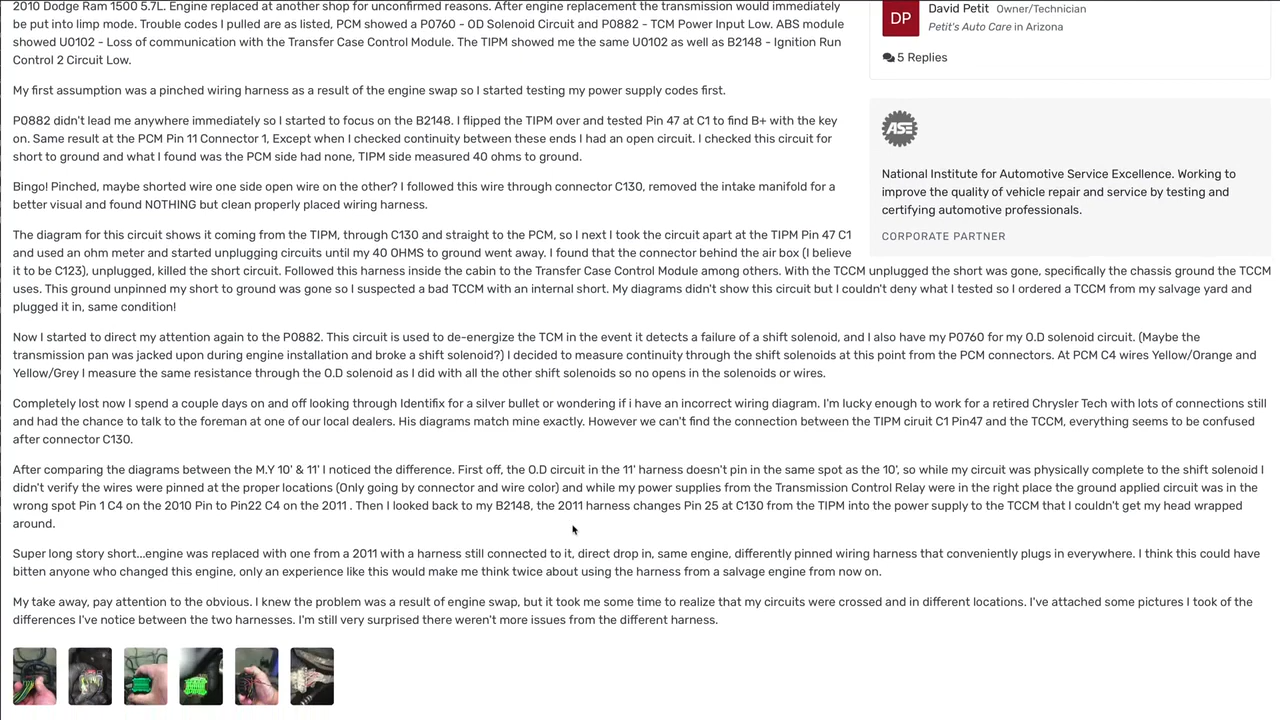 2010 Dodge Ram 1500 5.7L. Engine replaced at another shop for unconfirmed reasons. After engine replacement the transmission would immediately
be put into limp mode. Trouble codes I pulled are as listed, PCM showed a P0760 - OD Solenoid Circuit and P0882 - TCM Power Input Low. ABS module
showed U0102 - Loss of communication with the Transfer Case Control Module. The TIPM showed me the same U0102 as well as B2148 - Ignition Run
Control 2 Circuit Low.
My first assumption was a pinched wiring harness as a result of the engine swap so I started testing my power supply codes first.
P0882 didn't lead me anywhere immediately so I started to focus on the B2148. I flipped the TIPM over and tested Pin 47 at C1 to find B+ with the key
on. Same result at the PCM Pin 11 Connector 1, Except when I checked continuity between these ends I had an open circuit. I checked this circuit for
short to ground and what I found was the PCM side had none, TIPM side measured 40 ohms to ground.
Bingo! Pinched, maybe shorted wire one side open wire on the other? I followed this wire through connector C130, removed the intake manifold for a
better visual and found NOTHING but clean properly placed wiring harness.
The diagram for this circuit shows it coming from the TIPM, through C130 and straight to the PCM, so I next I took the circuit apart at the TIPM Pin 47 C1
and used an ohm meter and started unplugging circuits until my 40 OHMS to ground went away. I found that the connector behind the air box (I believe
it to be C123), unplugged, killed the short circuit. Followed this harness inside the cabin to the Transfer Case Control Module among others. With the TCCM unplugged the short was gone, specifically the chassis ground the TCCM
uses. This ground unpinned my short to ground was gone so I suspected a bad TCCM with an internal short. My diagrams didn't show this circuit but I couldn't deny what I tested so I ordered a TCCM from my salvage yard and
plugged it in, same condition!
Now I started to direct my attention again to the P0882. This circuit is used to de-energize the TCM in the event it detects a failure of a shift solenoid, and I also have my P0760 for my O.D solenoid circuit. (Maybe the
transmission pan was jacked upon during engine installation and broke a shift solenoid?) I decided to measure continuity through the shift solenoids at this point from the PCM connectors. At PCM C4 wires Yellow/Orange and
Yellow/Grey I measure the same resistance through the O.D solenoid as I did with all the other shift solenoids so no opens in the solenoids or wires.
Completely lost now I spend a couple days on and off looking through Identifix for a silver bullet or wondering if i have an incorrect wiring diagram. I'm lucky enough to work for a retired Chrysler Tech with lots of connections still
and had the chance to talk to the foreman at one of our local dealers. His diagrams match mine exactly. However we can't find the connection between the TIPM ciruit C1 Pin47 and the TCCM, everything seems to be confused
after connector C130.
After comparing the diagrams between the M.Y 10' & 11' I noticed the difference. First off, the O.D circuit in the 11' harness doesn't pin in the same spot as the 10', so while my circuit was physically complete to the shift solenoid I
didn't verify the wires were pinned at the proper locations (Only going by connector and wire color) and while my power supplies from the Transmission Control Relay were in the right place the ground applied circuit was in the
wrong spot Pin 1 C4 on the 2010 Pin to Pin22 C4 on the 2011 . Then I looked back to my B2148, the 2011 harness changes Pin 25 at C130 from the TIPM into the power supply to the TCCM that I couldn't get my head wrapped
around.
Super long story short...engine was replaced with one from a 2011 with a harness still connected to it, direct drop in, same engine, differently pinned wiring harness that conveniently plugs in everywhere. I think this could have
bitten anyone who changed this engine, only an experience like this would make me think twice about using the harness from a salvage engine from now on.
My take away, pay attention to the obvious. I knew the problem was a result of engine swap, but it took me some time to realize that my circuits were crossed and in different locations. I've attached some pictures I took of the
differences I've notice between the two harnesses. I'm still very surprised there weren't more issues from the different harness.
DP
David Petit Owner/Technician
Petit's Auto Care in Arizona
5 Replies
ASE
National Institute for Automotive Service Excellence. Working to
improve the quality of vehicle repair and service by testing and
certifying automotive professionals.
CORPORATE PARTNER